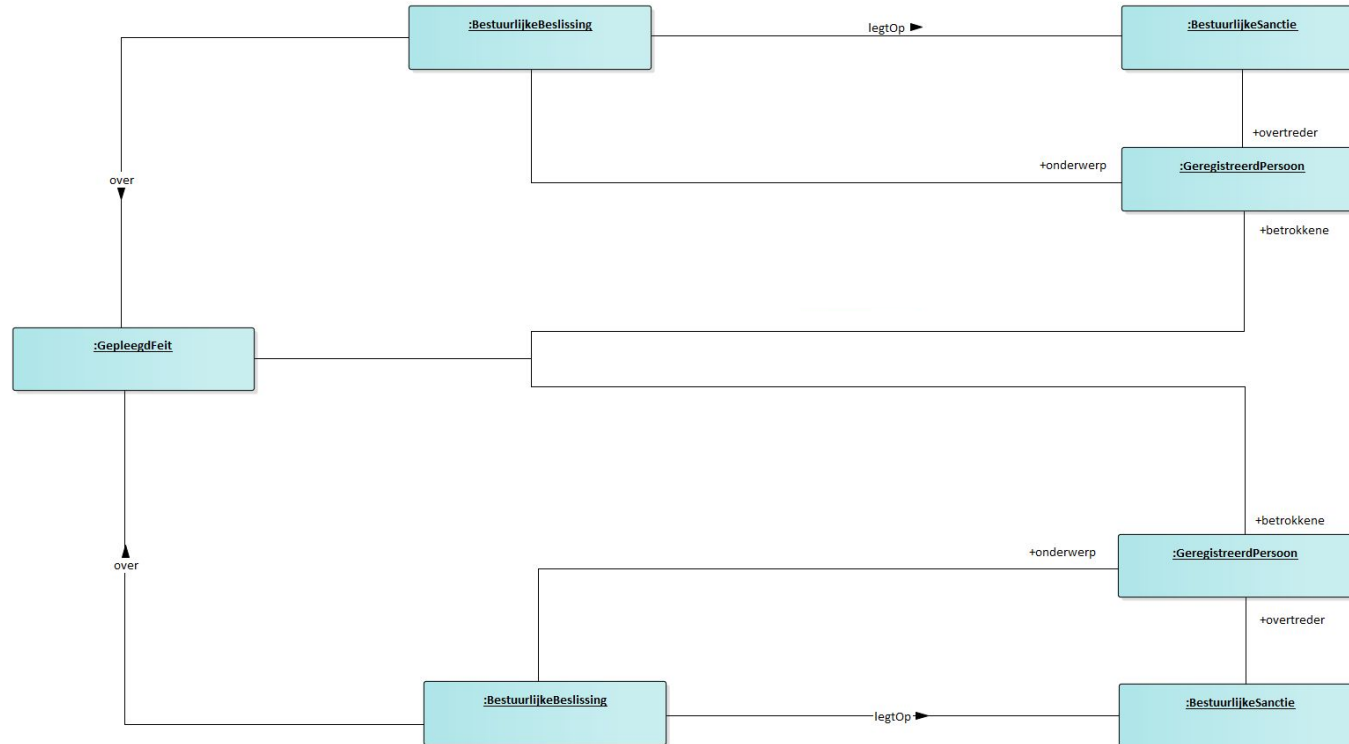 :BestuurlijkeBeslissing
legtOp
:BestuurlijkeSanctie
+overtreder
+onderwerp
:GeregistreerdPersoon
over
+betrokkene
:GepleegdFeit
+betrokkene
+onderwerp
:GeregistreerdPersoon
over
+overtreder
:BestuurlijkeBeslissing
legtOp
:BestuurlijkeSanctie